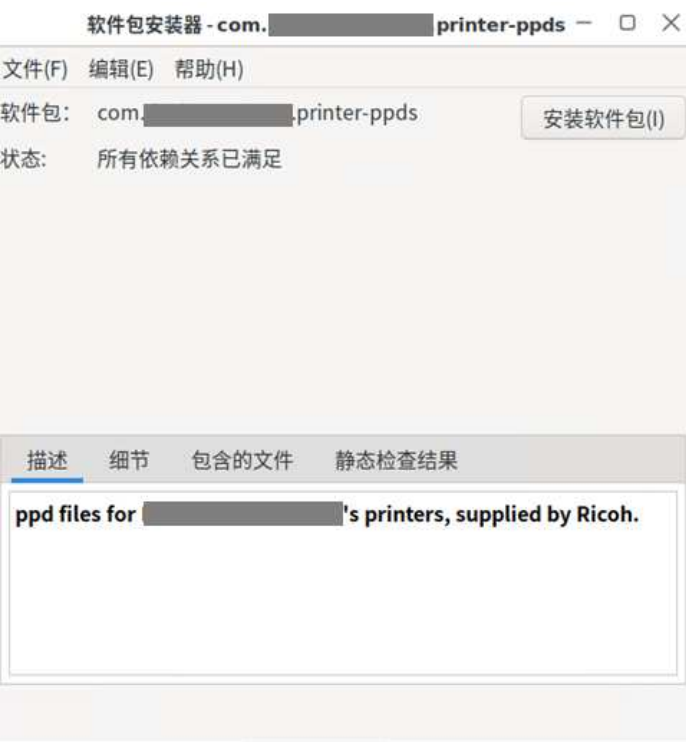 软件包安装器 - com. printer-ppds
文件(F) 编辑(E) 帮助(H)
软件包： com. .printer-ppds 安装软件包(I)
状态: 所有依赖关系已满足
描述 细节 包含的文件 静态检查结果
ppd files for 's printers, supplied by Ricoh.